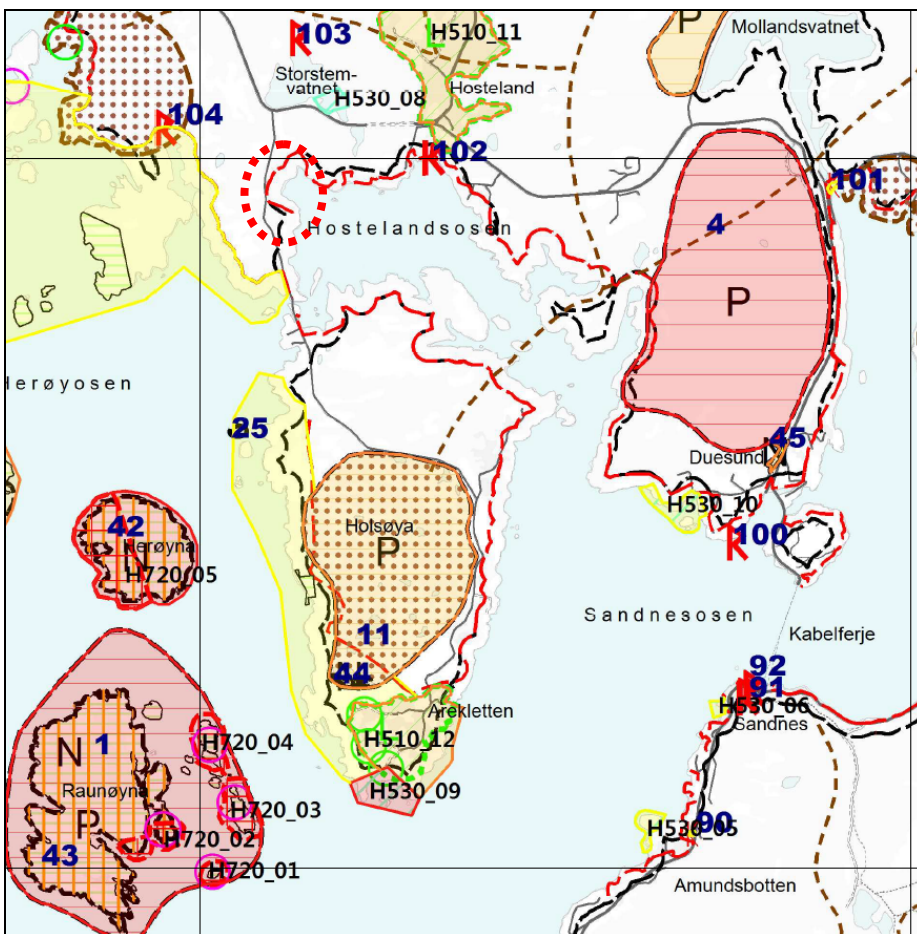 P
H510_11
103
Mollandsvatnet
Storstem-
vatnet
H530_08
Hosteland
104
102
101
4
Hostelandsosen
P
Herøyosen
25
45
Duesund
H530_10
42
Holsøya
P
N
Herøyna
H720_05
100
Sandnesosen
Kabelferje
11
44
92
91
H530_06
Sandnes
Arekletten
H510_12
N
1
H720_04
H530_09
Raunøyna
P
H720_03
H720_02
43
H720_01
90
H530_05
Amundsbotten